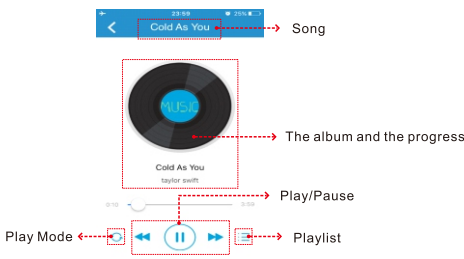 23:59
25%
Cold As You
Song
MUSIC
The album and the progress
Cold As You
taylor swift
Play/Pause
0:10
3:59
Play Mode
Playlist